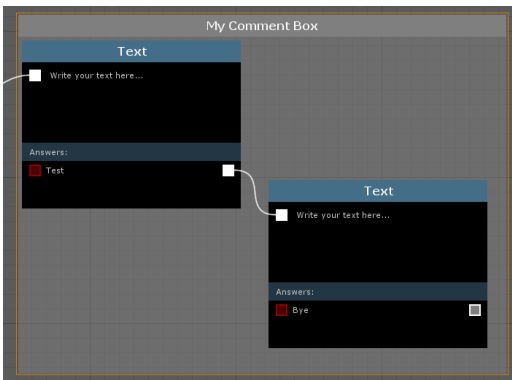 My Comment Box
Text
Write your text here...
Answers:
Test
Text
Write your text here...
Answers:
Bye